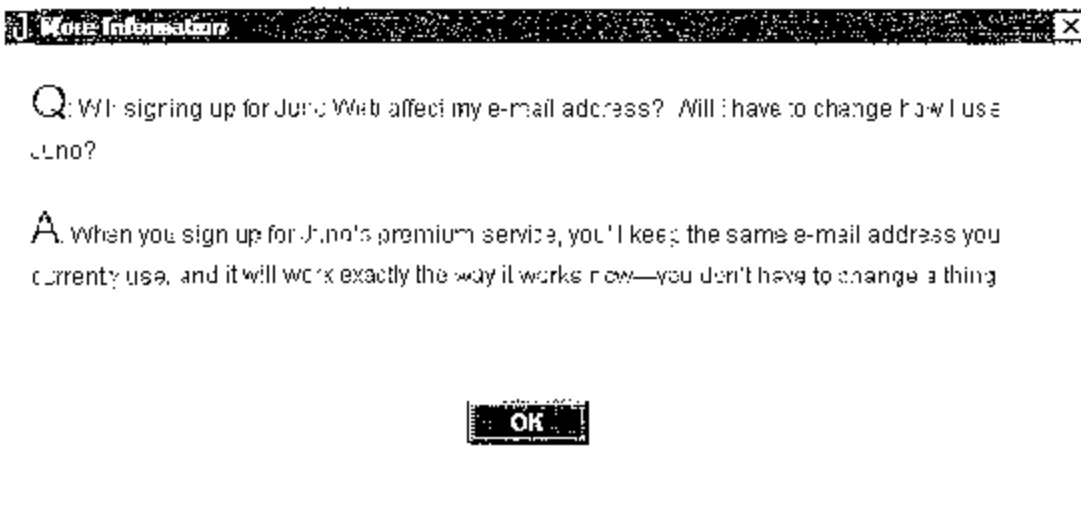 J More Information
Q. Will signing up for Juno Web affect my e-mail address? Will I have to change how I use
Juno?
A. When you sign up for Juno's premium service, you'll keep the same e-mail address you
currently use, and it will work exactly the way it works now—you don't have to change a thing
OK